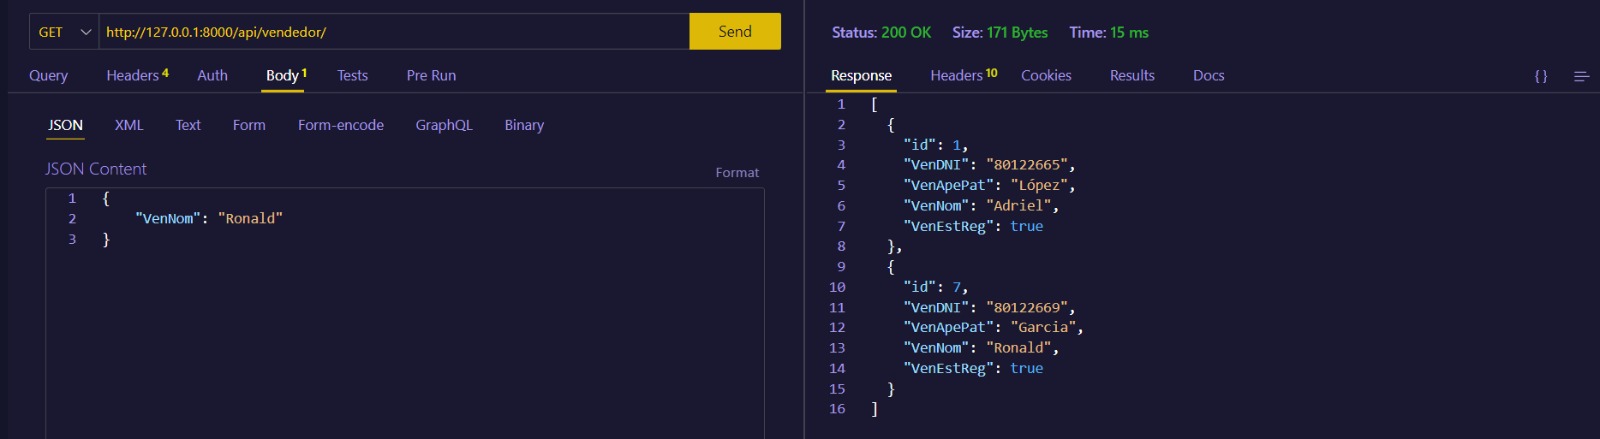 GET http://127.0.0.1:8000/api/vendedor/ Send
Query Headers 4 Auth Body 1 Tests Pre Run
JSON XML Text Form Form-encode GraphQL Binary
JSON Content Format
1 {
2 "VenNom": "Ronald"
3 }
Status: 200 OK Size: 171 Bytes Time: 15 ms
Response Headers 10 Cookies Results Docs {}
1 [
2 {
3 "id": 1,
4 "VenDNI": "80122665",
5 "VenApePat": "López",
6 "VenNom": "Adriel",
7 "VenEstReg": true
8 },
9 {
10 "id": 7,
11 "VenDNI": "80122669",
12 "VenApePat": "Garcia",
13 "VenNom": "Ronald",
14 "VenEstReg": true
15 }
16 ]